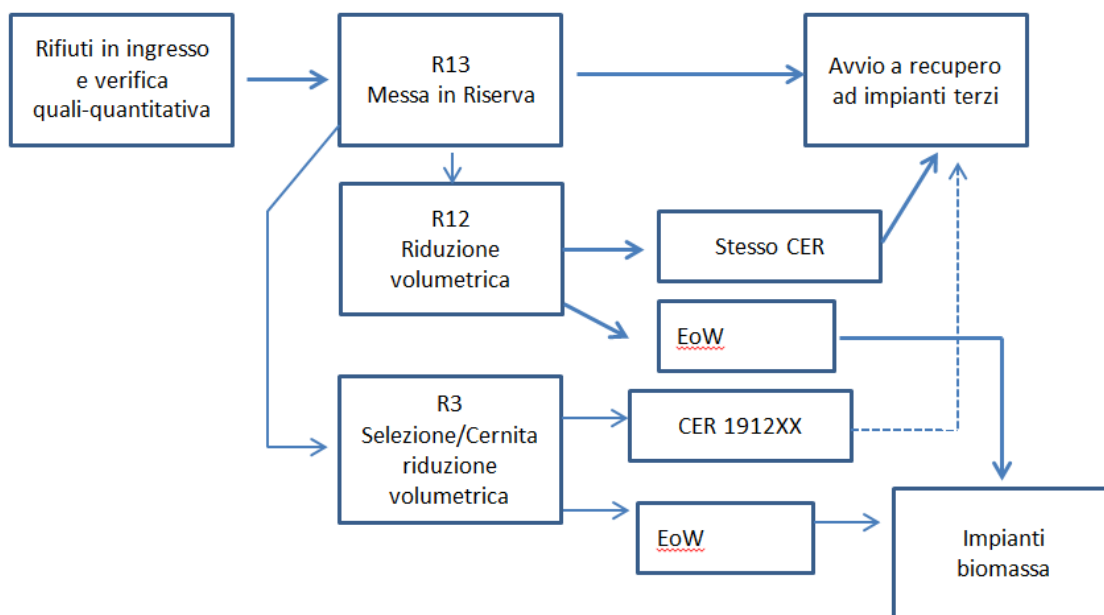 Rifiuti in ingresso
e verifica
quali-quantitativa
R13
Messa in Riserva
Avvio a recupero
ad impianti terzi
R12
Riduzione
volumetrica
Stesso CER
EoW
R3
Selezione/Cernita
riduzione
volumetrica
CER 1912XX
EoW
Impianti
biomassa